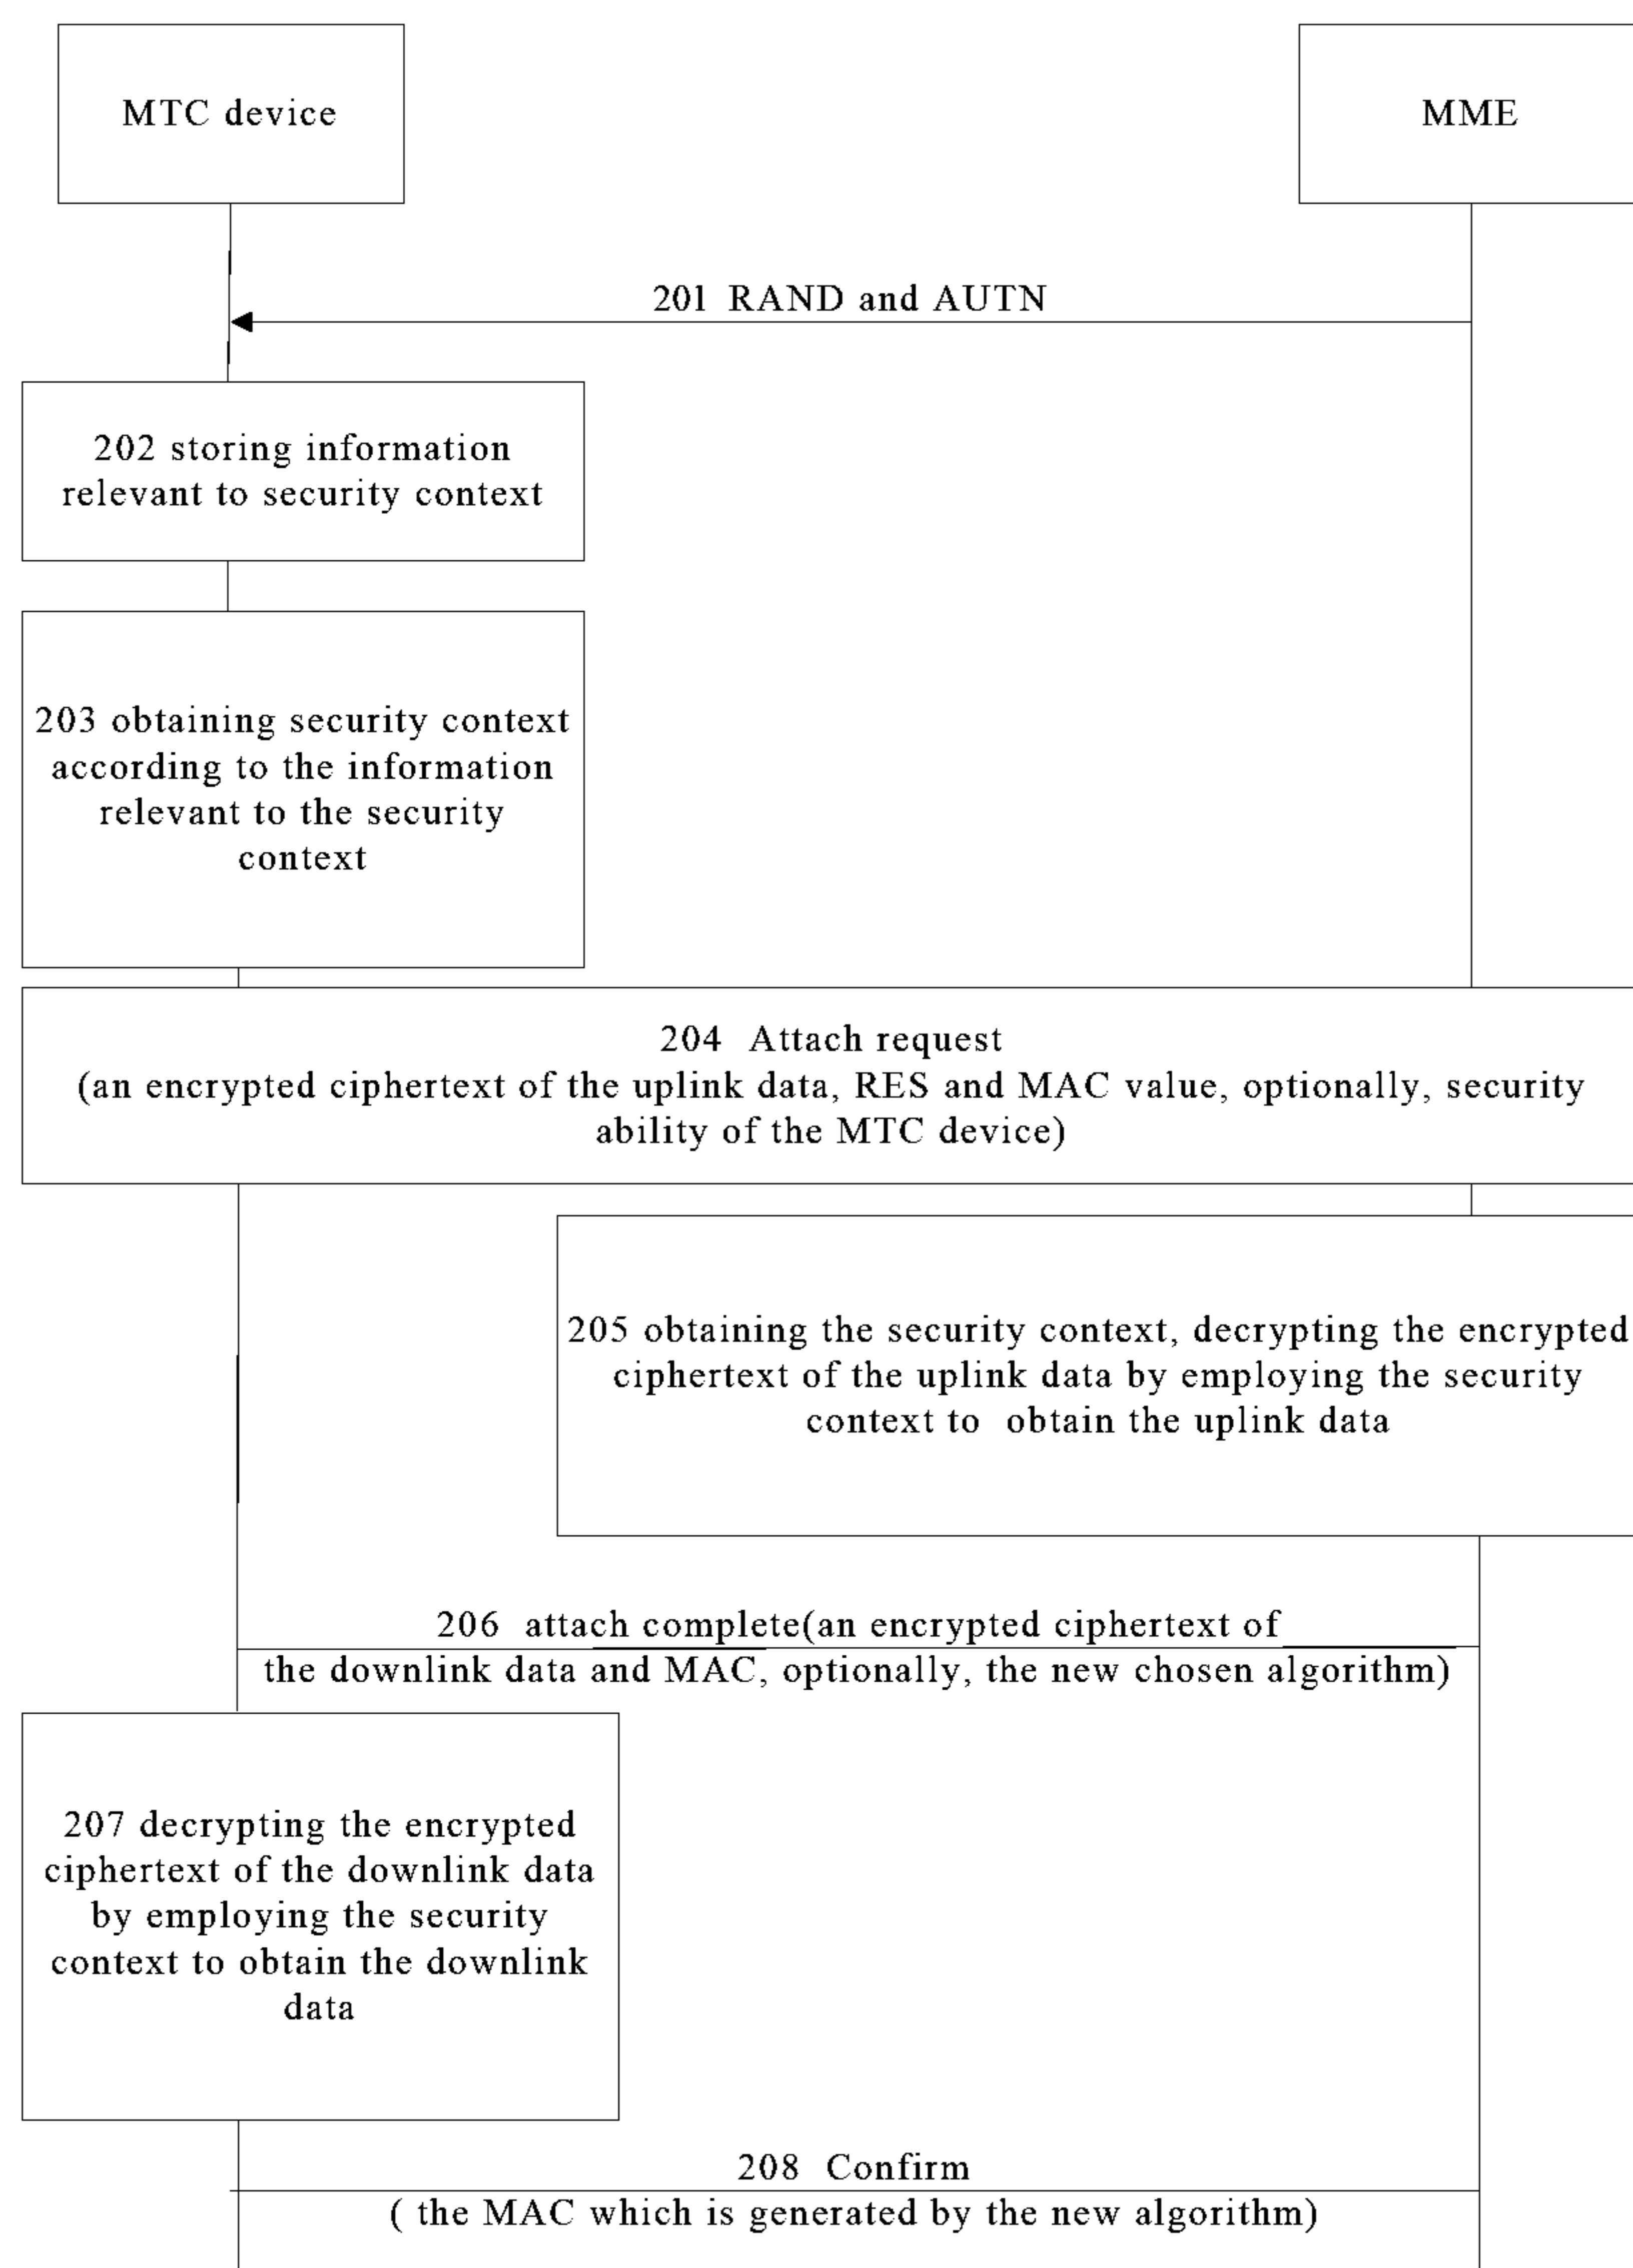 MTC device
MME
201 RAND and AUTN
202 storing information
relevant to security context
203 obtaining security context
according to the information
relevant to the security
context
204 Attach request
(an encrypted ciphertext of the uplink data, RES and MAC value, optionally, security
ability of the MTC device)
205 obtaining the security context, decrypting the encrypted
ciphertext of the uplink data by employing the security
context to obtain the uplink data
206 attach complete(an encrypted ciphertext of
the downlink data and MAC, optionally, the new chosen algorithm)
207 decrypting the encrypted
ciphertext of the downlink data
by employing the security
context to obtain the downlink
data
208 Confirm
( the MAC which is generated by the new algorithm)